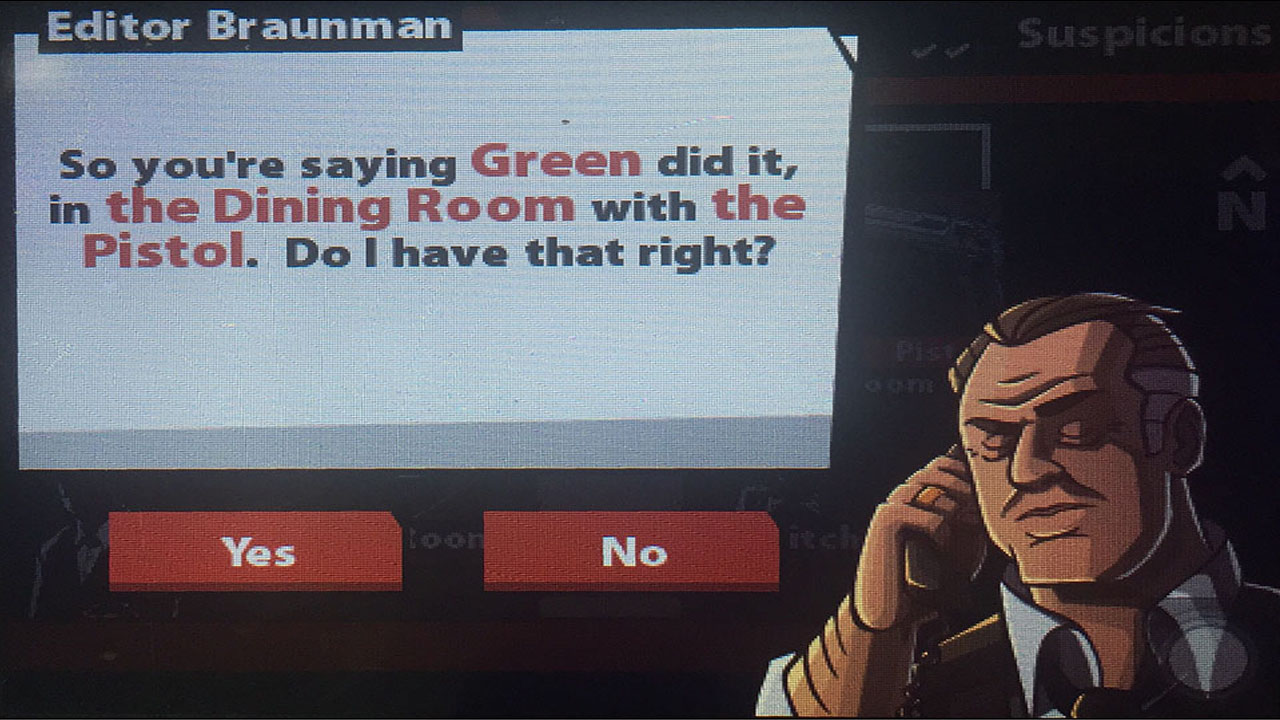 Editor Braunman
Suspicions
So you're saying Green did it,
in the Dining Room with the
Pistol. Do I have that right?
N
Yes
No